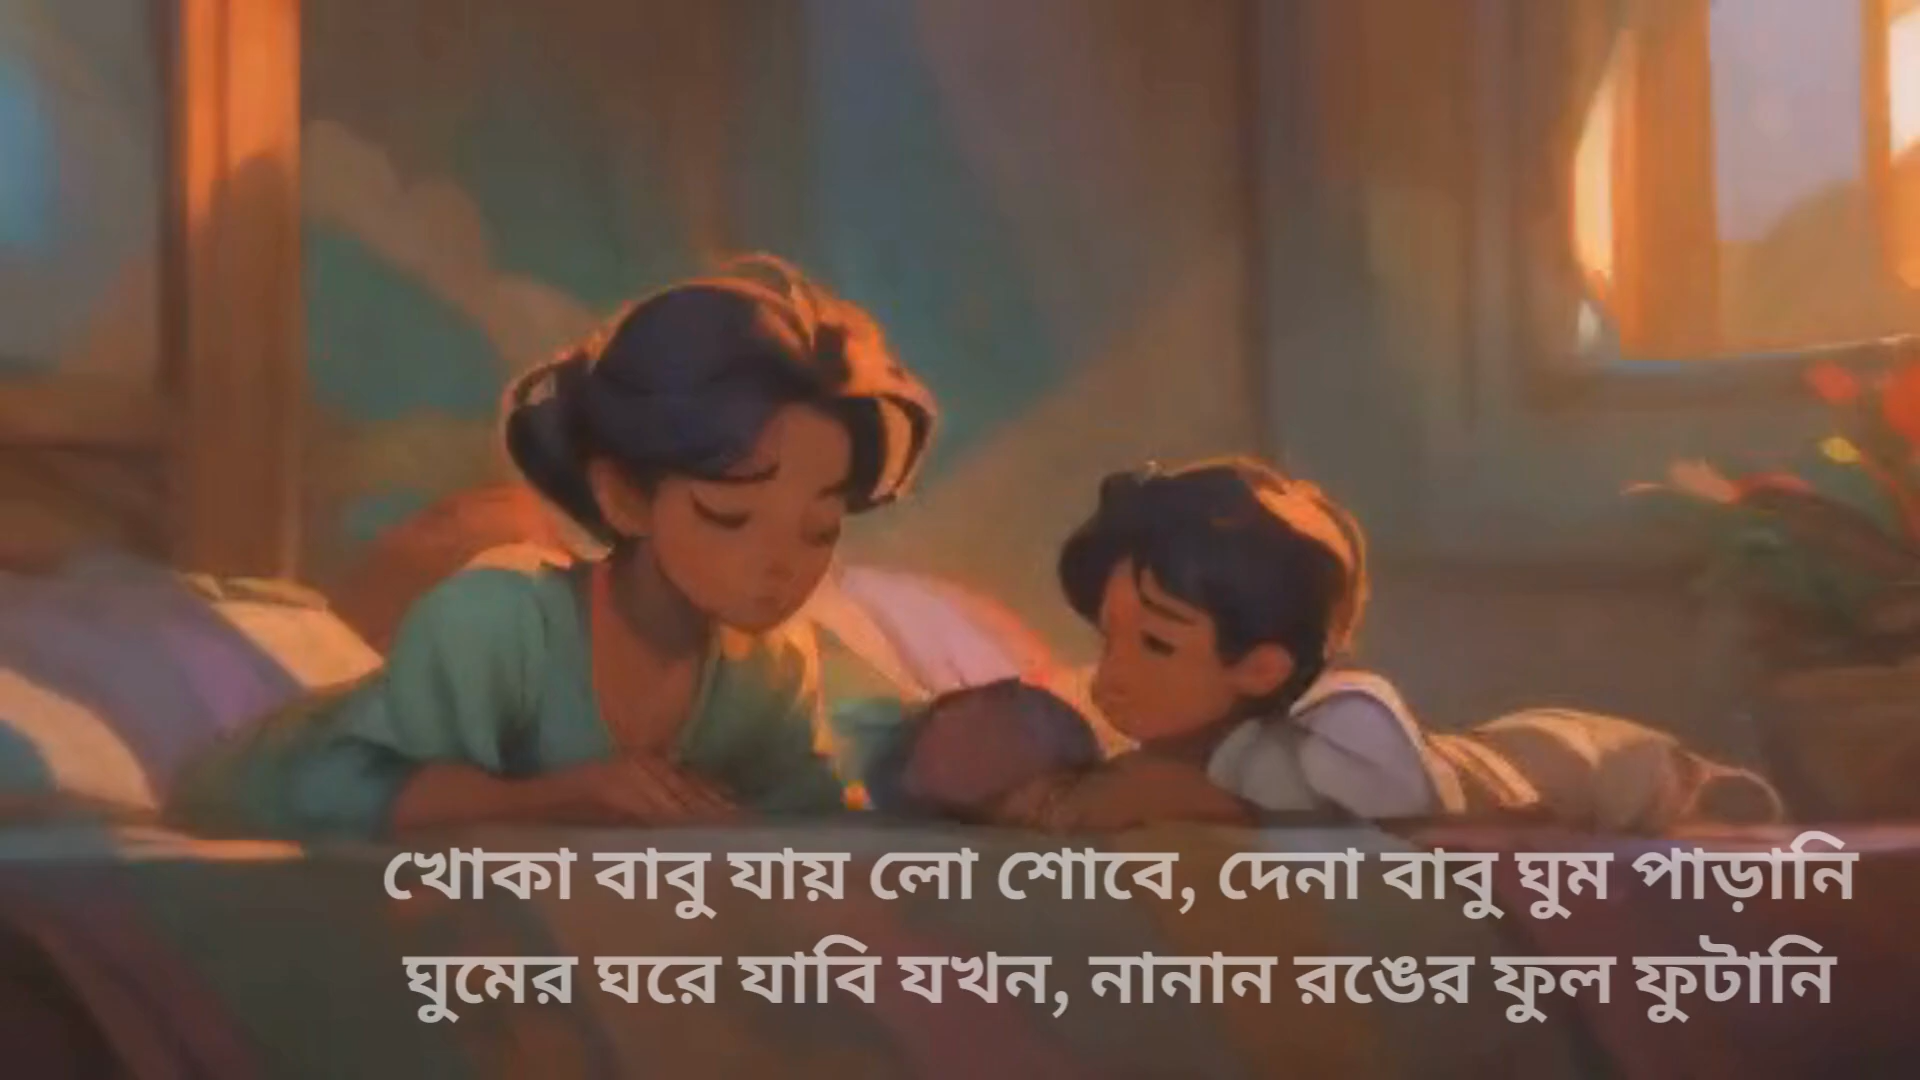 খোকা বাবু যায় লো শোবে, দেনা বাবু ঘুম পাড়ানি
ঘুমের ঘরে যাবি যখন, নানান রঙের ফুল ফুটানি